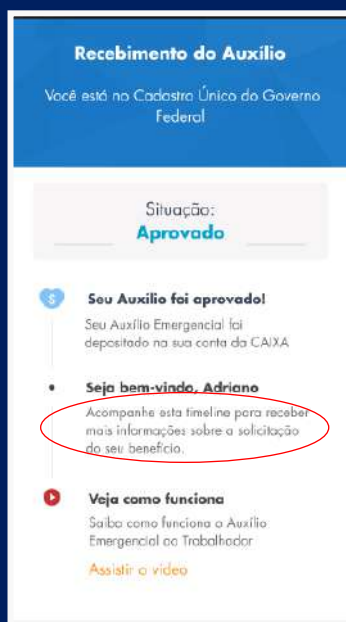 Recebimento do Auxílio
Você está no Cadastro Único do Governo
Federal
Situação:
Aprovado
Seu Auxílio foi aprovado!
Seu Auxílio Emergencial foi
depositado na sua conta da CAIXA
Seja bem-vindo, Adriano
Acompanhe esta timeline para receber
mais informações sobre a solicitação
do seu benefício.
Veja como funciona
Saiba como funciona o Auxílio
Emergencial ao Trabalhador
Assistir o vídeo